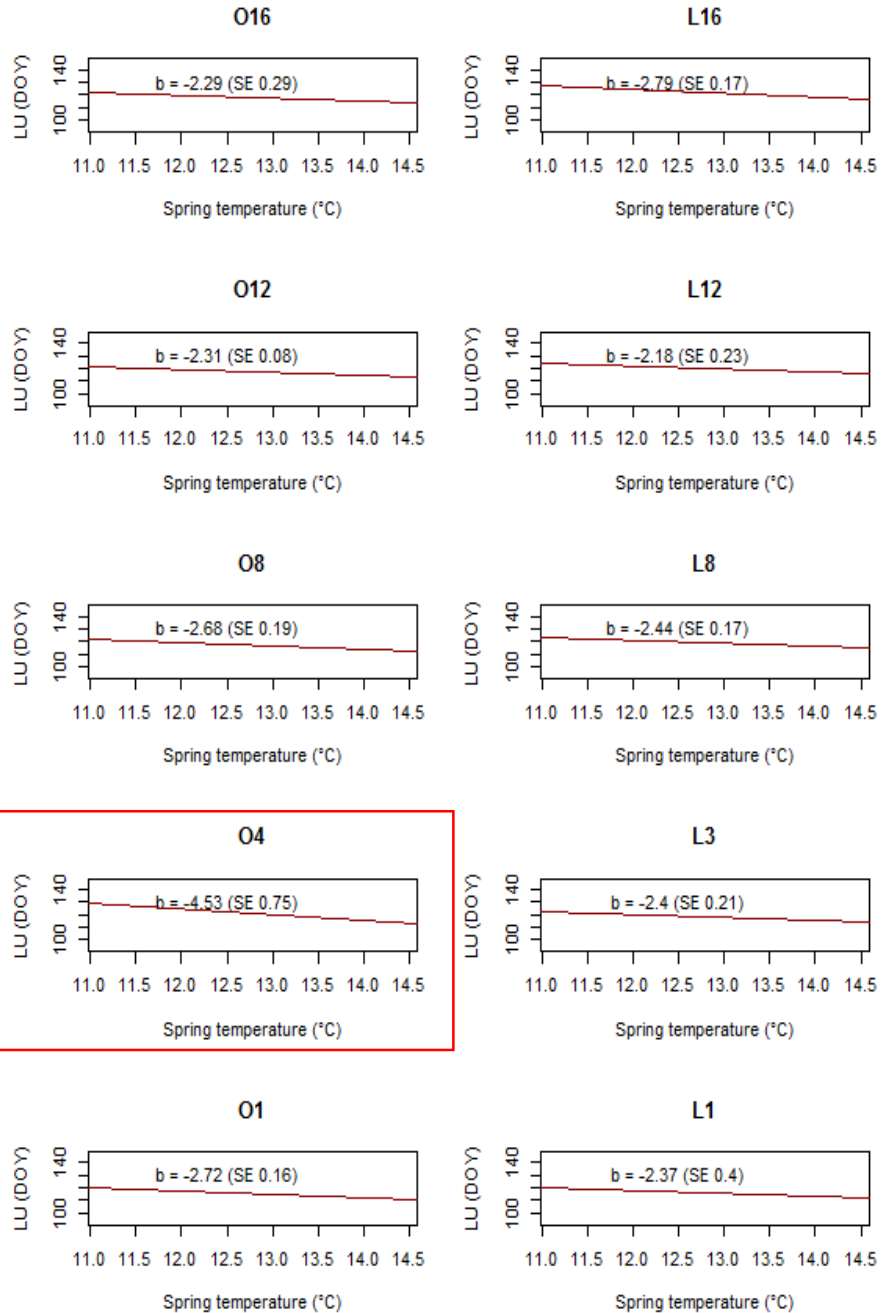 O16
LU (DOY)
140
100
b = -2.29 (SE 0.29)
11.0 11.5 12.0 12.5 13.0 13.5 14.0 14.5
Spring temperature (°C)
L16
LU (DOY)
140
100
b = -2.79 (SE 0.17)
11.0 11.5 12.0 12.5 13.0 13.5 14.0 14.5
Spring temperature (°C)
O12
LU (DOY)
140
100
b = -2.31 (SE 0.08)
11.0 11.5 12.0 12.5 13.0 13.5 14.0 14.5
Spring temperature (°C)
L12
LU (DOY)
140
100
b = -2.18 (SE 0.23)
11.0 11.5 12.0 12.5 13.0 13.5 14.0 14.5
Spring temperature (°C)
O8
LU (DOY)
140
100
b = -2.68 (SE 0.19)
11.0 11.5 12.0 12.5 13.0 13.5 14.0 14.5
Spring temperature (°C)
L8
LU (DOY)
140
100
b = -2.44 (SE 0.17)
11.0 11.5 12.0 12.5 13.0 13.5 14.0 14.5
Spring temperature (°C)
O4
LU (DOY)
140
100
b = -4.53 (SE 0.75)
11.0 11.5 12.0 12.5 13.0 13.5 14.0 14.5
Spring temperature (°C)
L3
LU (DOY)
140
100
b = -2.4 (SE 0.21)
11.0 11.5 12.0 12.5 13.0 13.5 14.0 14.5
Spring temperature (°C)
O1
LU (DOY)
140
100
b = -2.72 (SE 0.16)
11.0 11.5 12.0 12.5 13.0 13.5 14.0 14.5
Spring temperature (°C)
L1
LU (DOY)
140
100
b = -2.37 (SE 0.4)
11.0 11.5 12.0 12.5 13.0 13.5 14.0 14.5
Spring temperature (°C)